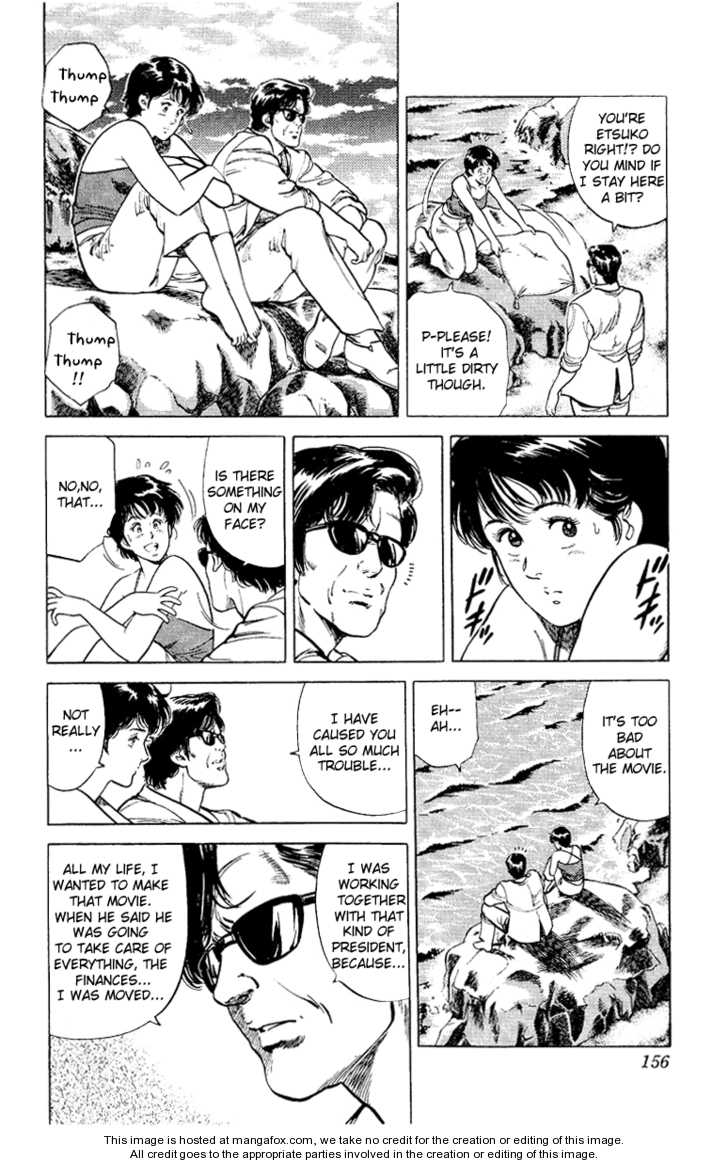 YOU'RE
ETSUKO
RIGHT!? DO
YOU MIND IF
I STAY HERE
A BIT?
P-PLEASE!
IT'S A
LITTLE DIRTY
THOUGH.
Thump
Thump
Thump
Thump
!!
ドキ
ドキッ
IS THERE
SOMETHING
ON MY
FACE?
NO,NO,
THAT...
IT'S TOO
BAD
ABOUT
THE MOVIE.
EH--
AH...
I HAVE
CAUSED YOU
ALL SO MUCH
TROUBLE...
NOT
REALLY
...
I WAS
WORKING
TOGETHER
WITH THAT
KIND OF
PRESIDENT,
BECAUSE...
ALL MY LIFE, I
WANTED TO MAKE
THAT MOVIE.
WHEN HE SAID HE
WAS GOING
TO TAKE CARE OF
EVERYTHING, THE
FINANCES...
I WAS MOVED...
156
This image is hosted at mangafox.com, we take no credit for the creation or editing of this image.
All credit goes to the appropriate parties involved in the creation or editing of this image.